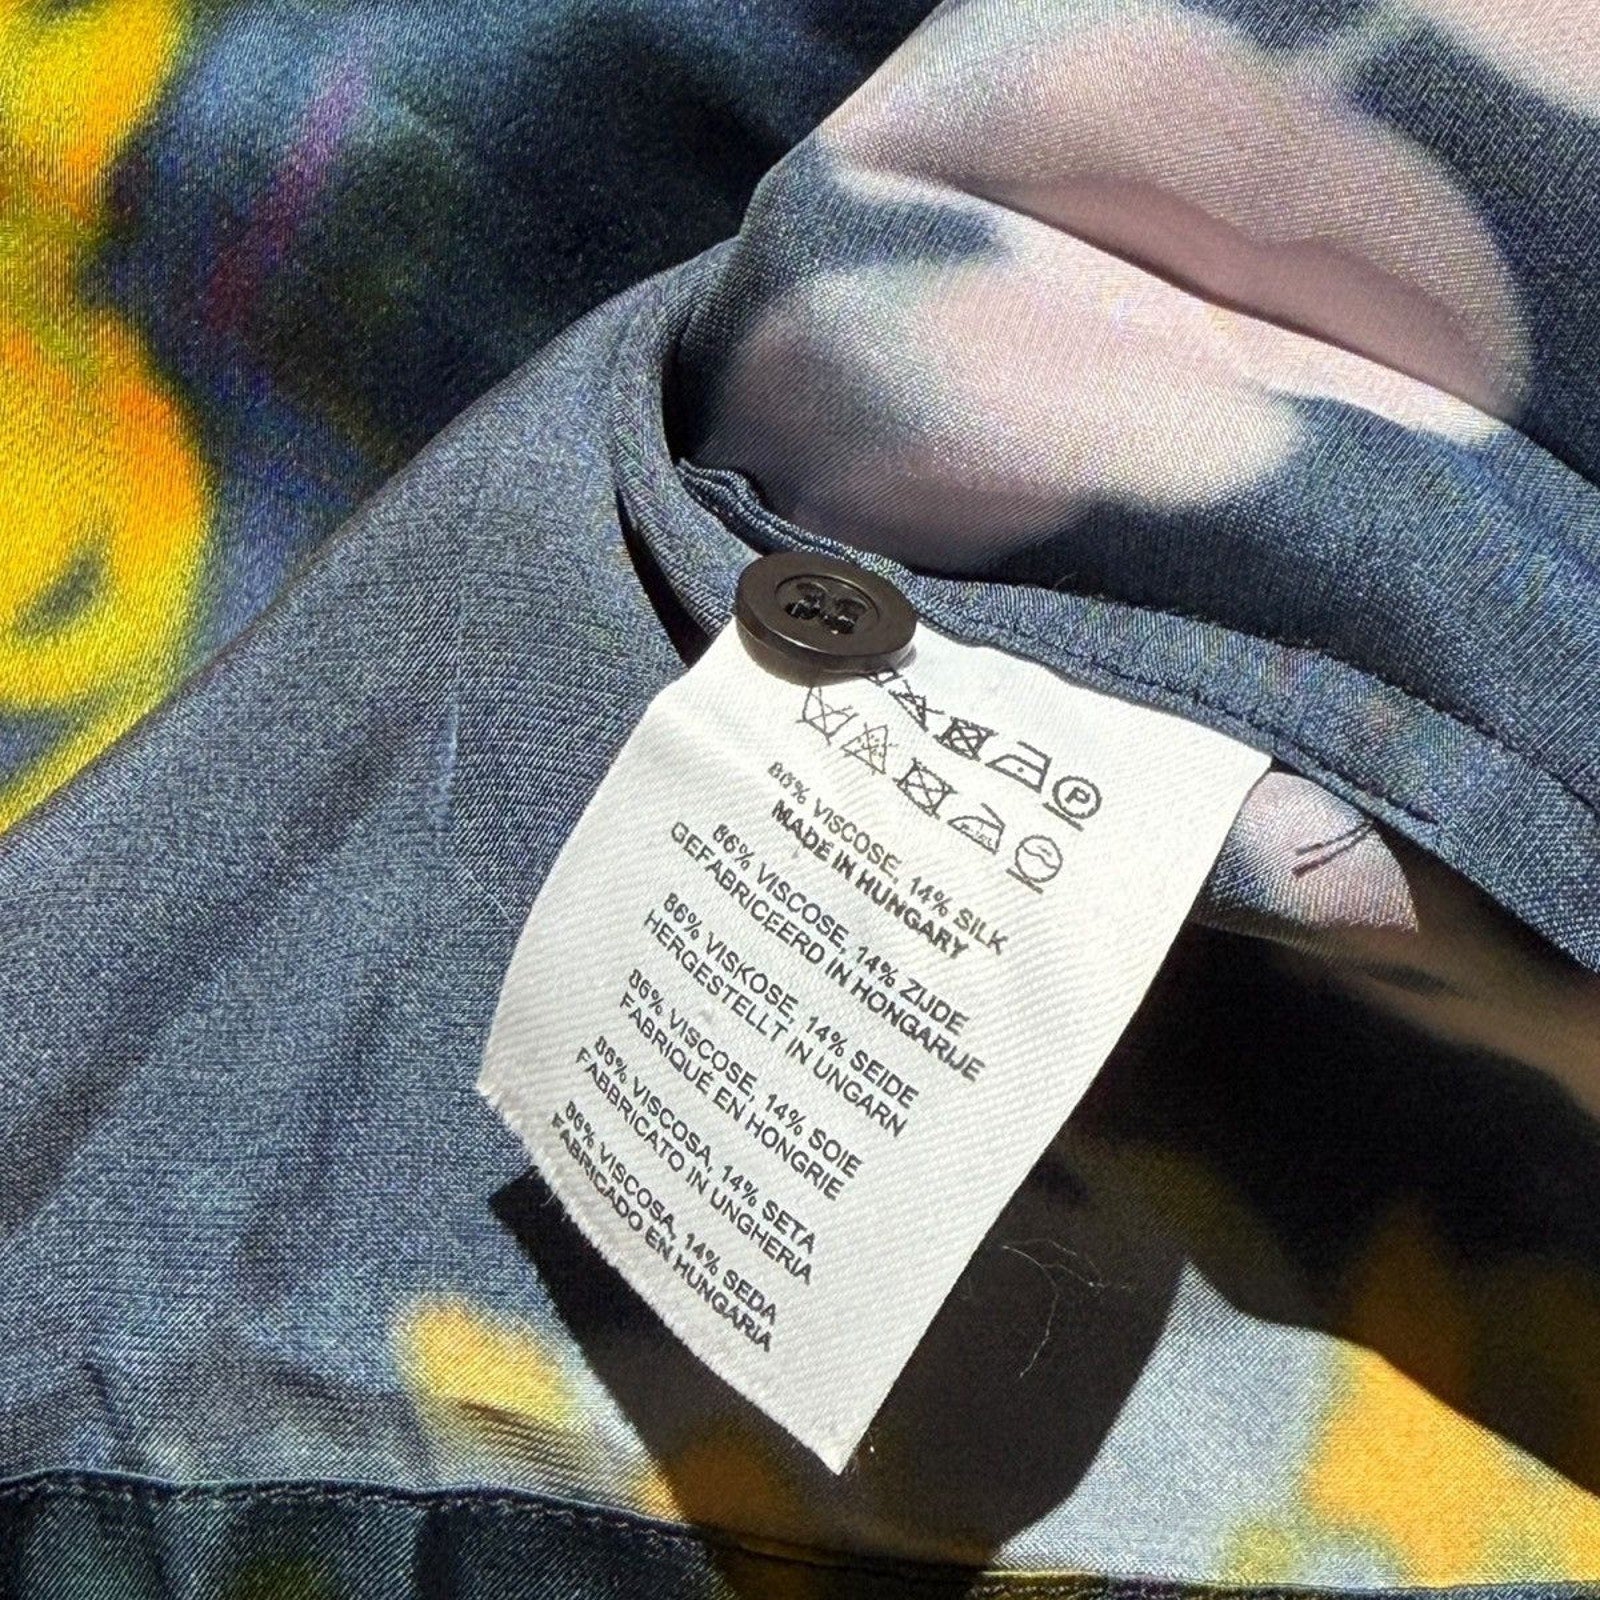 P
86% VISCOSE, 14% SILK
MADE IN HUNGARY
86% VISCOSE, 14% ZIJDE
GEFABRICEERD IN HONGARIJE
86% VISKOSE, 14% SEIDE
HERGESTELLT IN UNGARN
86% VISCOSE, 14% SOIE
FABRIQUÉ EN HONGRIE
86% VISCOSA, 14% SETA
FABBRICATO IN UNGHERIA
86% VISCOSA, 14% SEDA
FABRICADO EN HUNGARIA